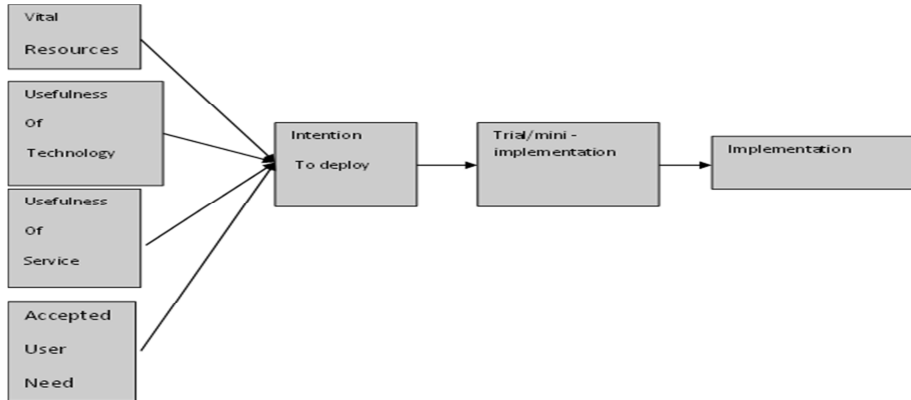 Vital
Resources
Usefulness
Of
Technology
Usefulness
Of
Service
Accepted
User
Need
Intention
To deploy
Trial/mini -
implementation
Implementation